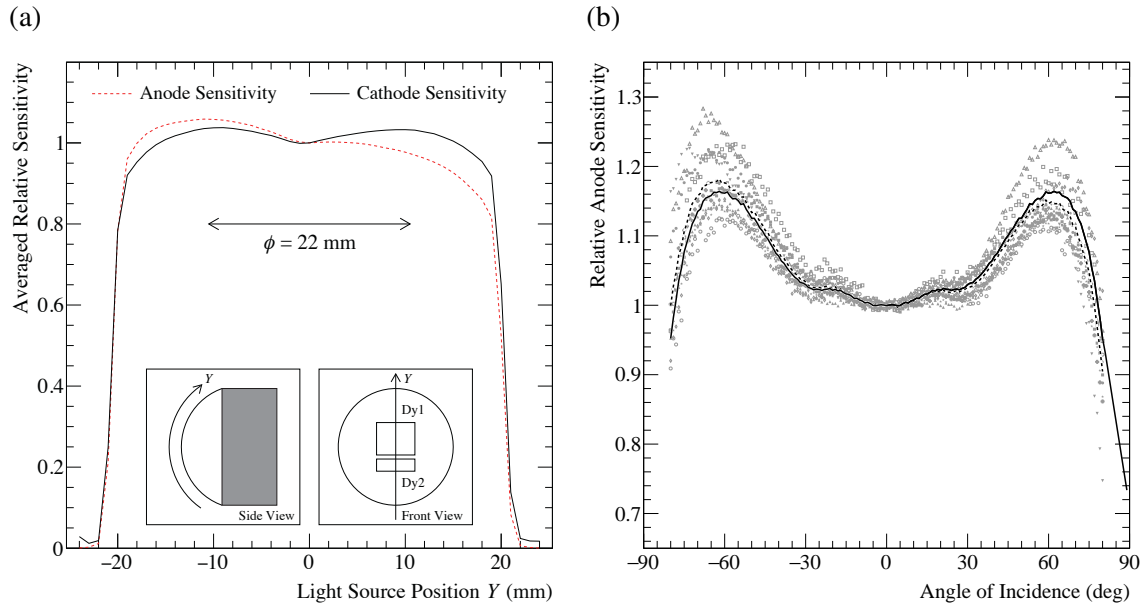 (a)
Averaged Relative Sensitivity
Anode Sensitivity
Cathode Sensitivity
1
0.8
0.6
0.4
0.2
0
ϕ = 22 mm
Y
Side View
Y
Dy1
Dy2
Front View
−20 −10 0 10 20
Light Source Position Y (mm)
(b)
Relative Anode Sensitivity
1.3
1.2
1.1
1
0.9
0.8
0.7
−90 −60 −30 0 30 60 90
Angle of Incidence (deg)